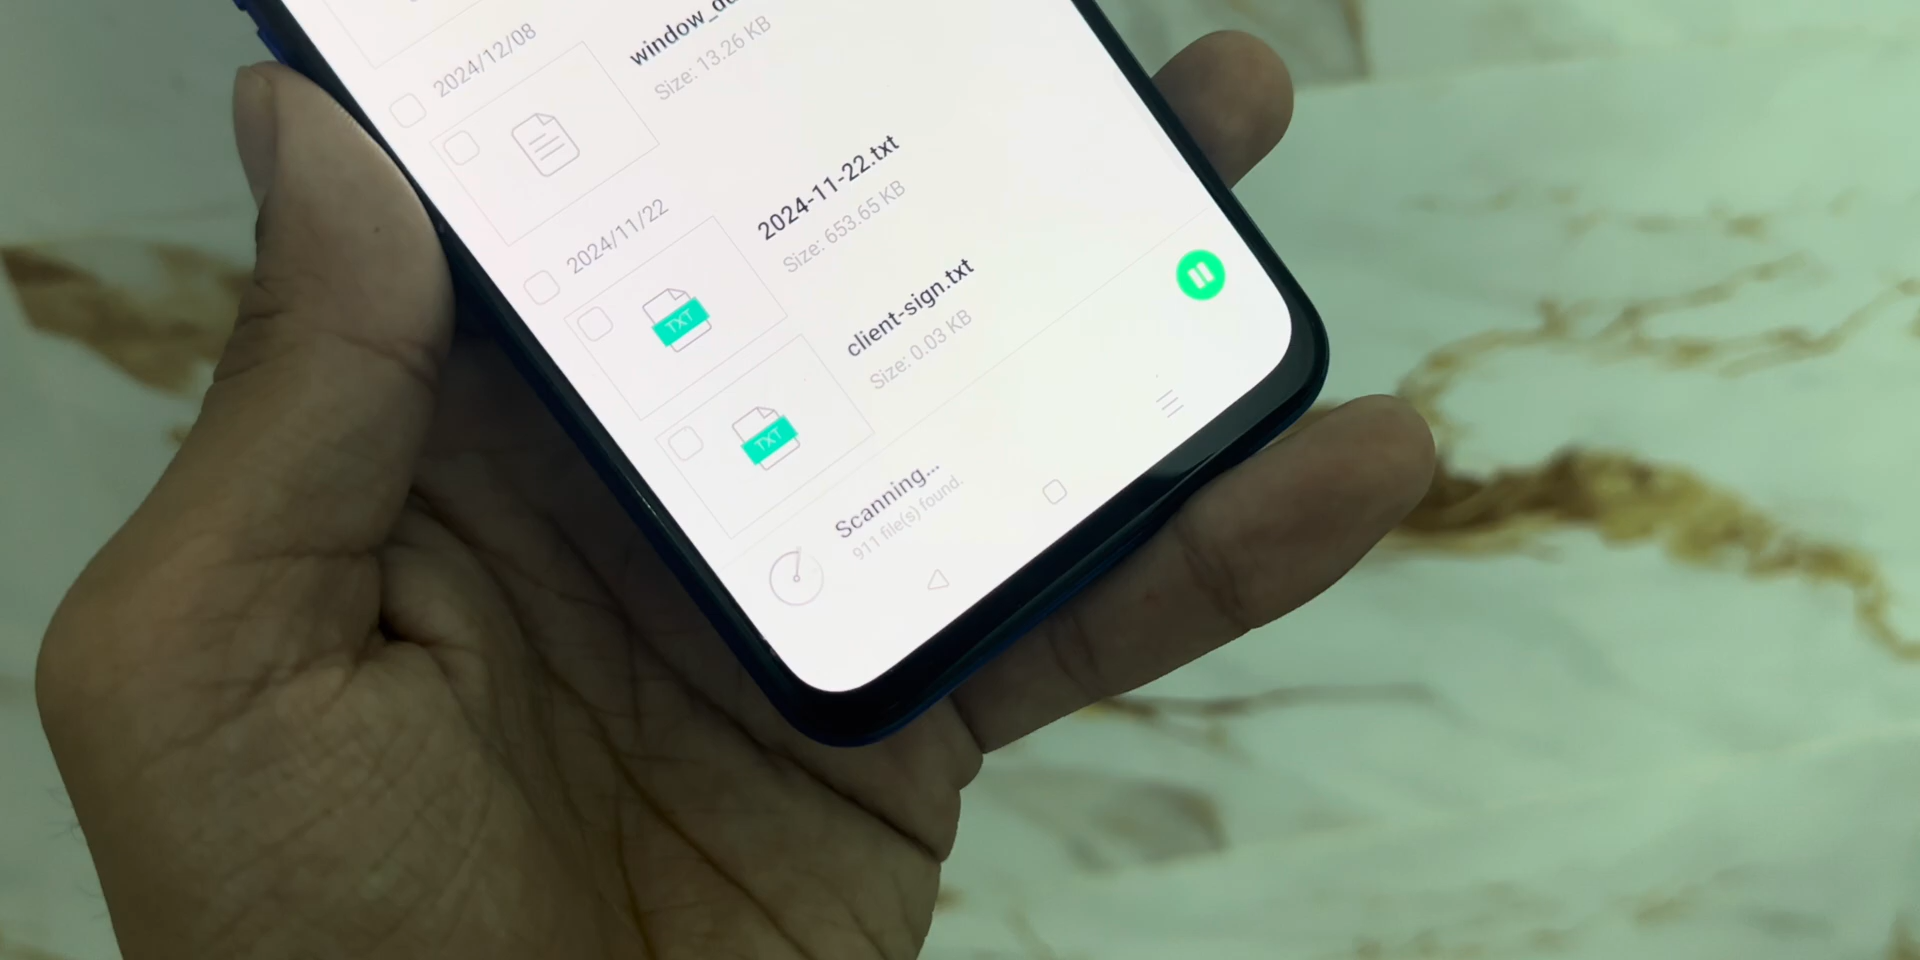 2024/12/08
Size: 13.26 KB
2024/11/22
2024-11-22.txt
Size: 653.65 KB
TXT
client-sign.txt
Size: 0.03 KB
TXT
Scanning...
911 file(s) found.